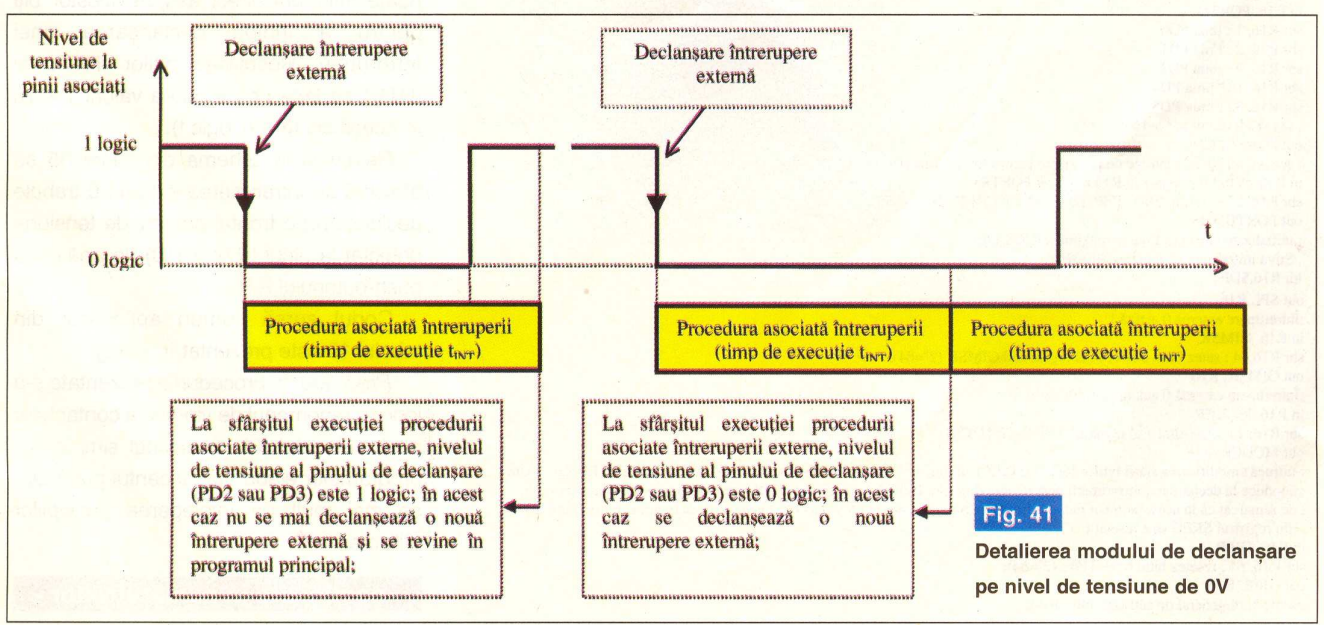 Nivel de
tensiune la
pinii asociați
Declanșare întrerupere
externă
Declanșare întrerupere
externă
1 logic
0 logic
t
Procedura asociată întreruperii
(timp de execuție tINT)
Procedura asociată întreruperii
(timp de execuție tINT)
Procedura asociată întreruperii
(timp de execuție tINT)
La sfârșitul execuției procedurii
asociate întreruperii externe, nivelul
de tensiune al pinului de declanșare
(PD2 sau PD3) este 1 logic; în acest
caz nu se mai declanșează o nouă
întrerupere externă și se revine în
programul principal;
La sfârșitul execuției procedurii
asociate întreruperii externe, nivelul
de tensiune al pinului de declanșare
(PD2 sau PD3) este 0 logic; în acest
caz se declanșează o nouă
întrerupere externă;
Fig. 41
Detalierea modului de declanșare
pe nivel de tensiune de 0V